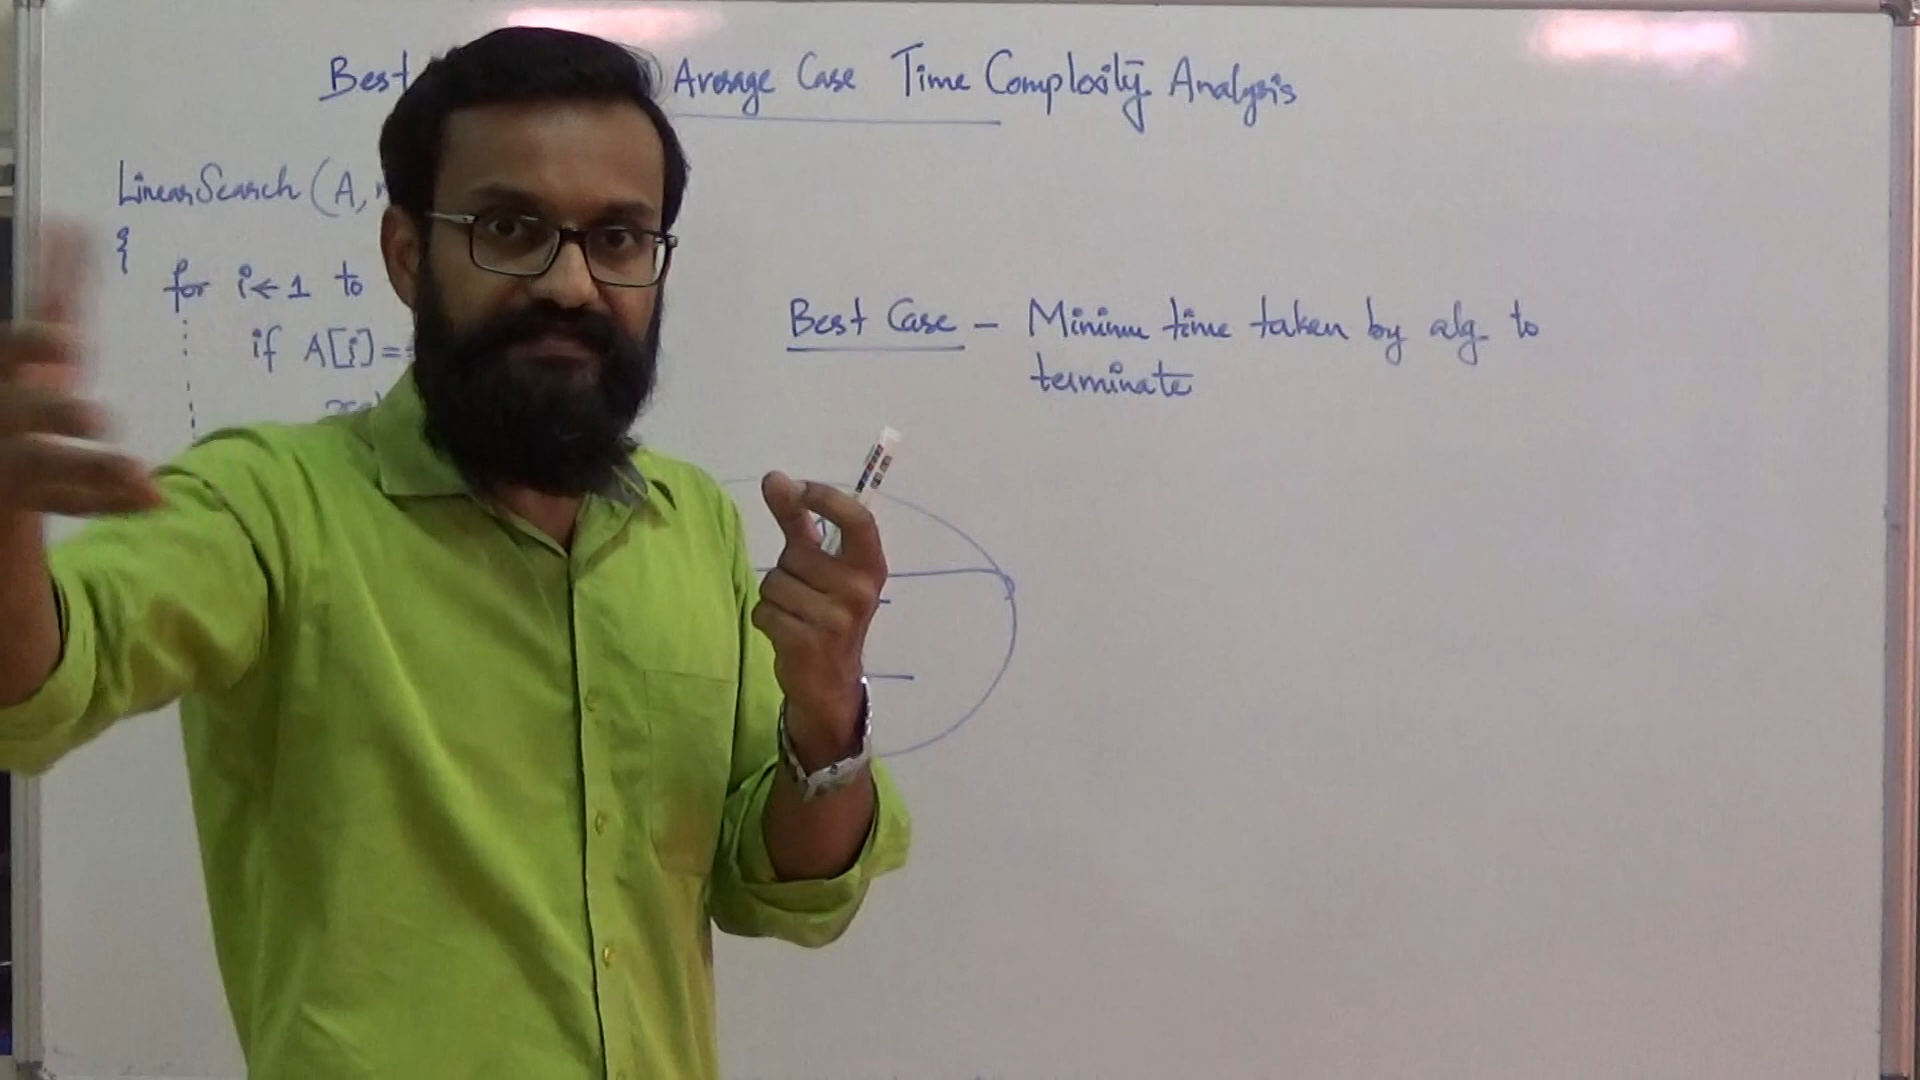 Best Average Case Time Complexity Analysis
LinearSearch (A,
{
for i ← 1 to
if A[i] ==
Best Case – Minimum time taken by alg. to
terminate